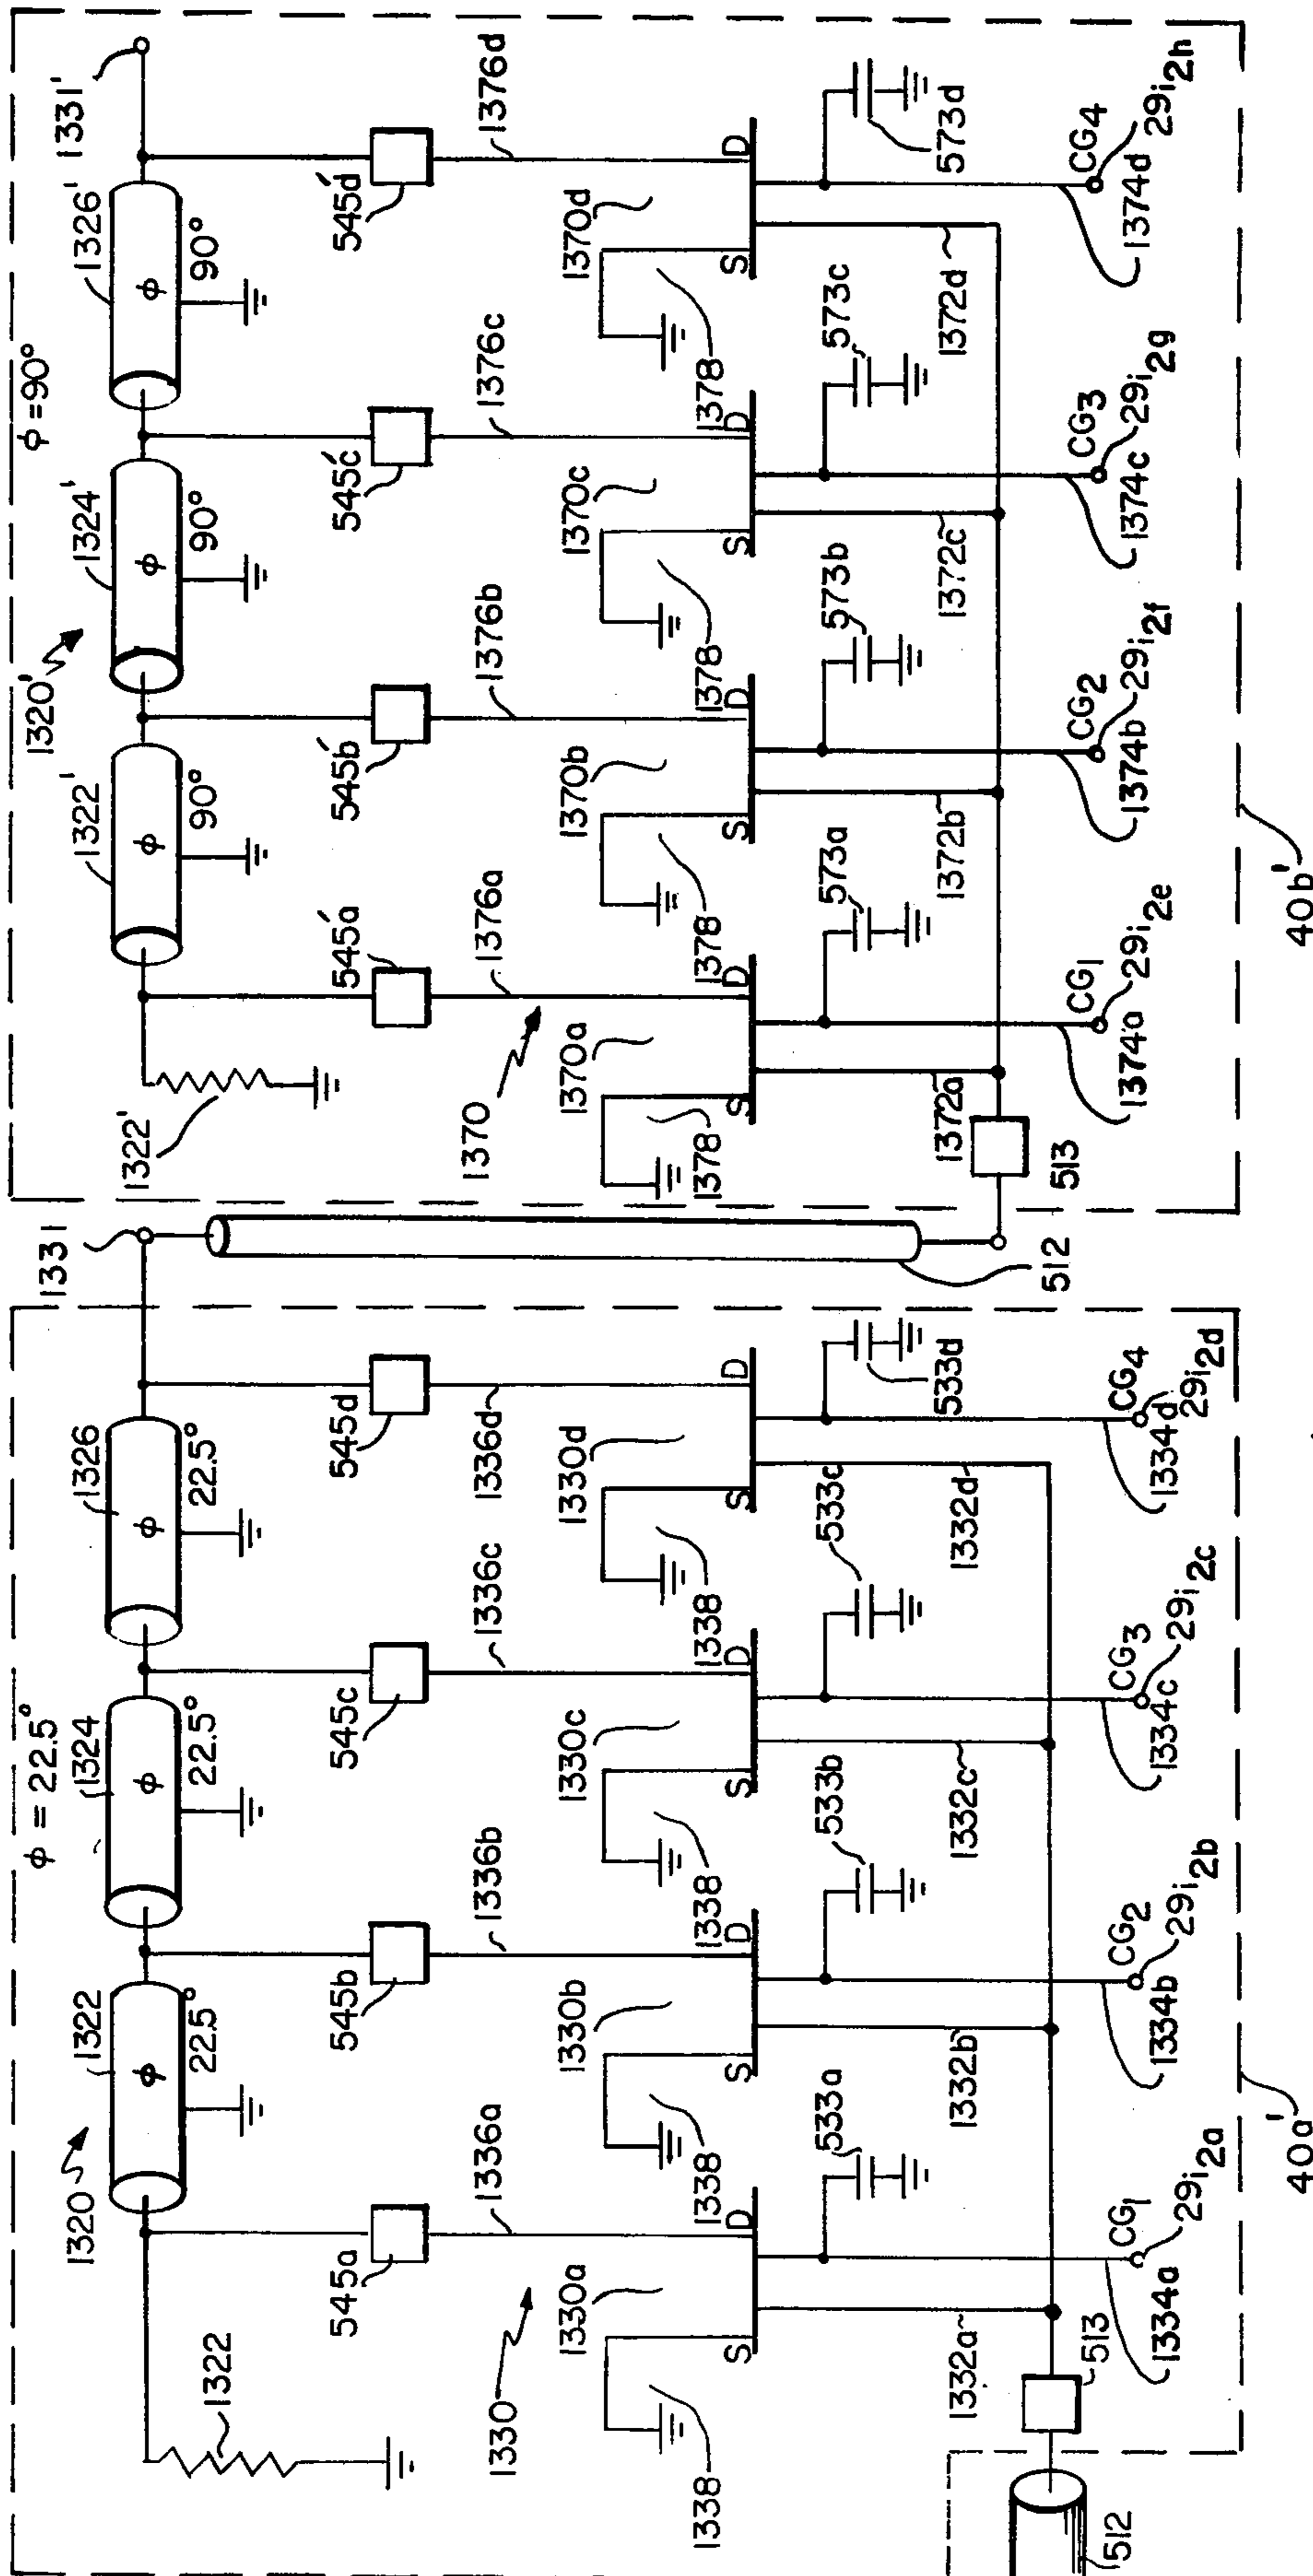 φ = 22.5°
1320
1322
1324
1326
1331
φ
φ
φ
22.5°
22.5°
22.5°
1322
545a
545b
545c
545d
1336a
1336b
1336c
1336d
1330
1330a
1330b
1330c
1330d
S D
S D
S D
S D
1338
1338
1338
1338
533a
533b
533c
533d
1332a
1332b
1332c
1332d
512
513
CG1
CG2
CG3
CG4
1334a
29i2a
1334b
29i2b
1334c
29i2c
1334d
29i2d
40a'
512
φ = 90°
1320'
1322'
1324'
1326'
1331'
φ
φ
φ
90°
90°
90°
1322'
545'a
545'b
545'c
545'd
1376a
1376b
1376c
1376d
1370
1370a
1370b
1370c
1370d
S D
S D
S D
S D
1378
1378
1378
1378
573a
573b
573c
573d
1372a
1372b
1372c
1372d
513
CG1
CG2
CG3
CG4
1374a
29i2e
1374b
29i2f
1374c
29i2g
1374d
29i2h
40b'